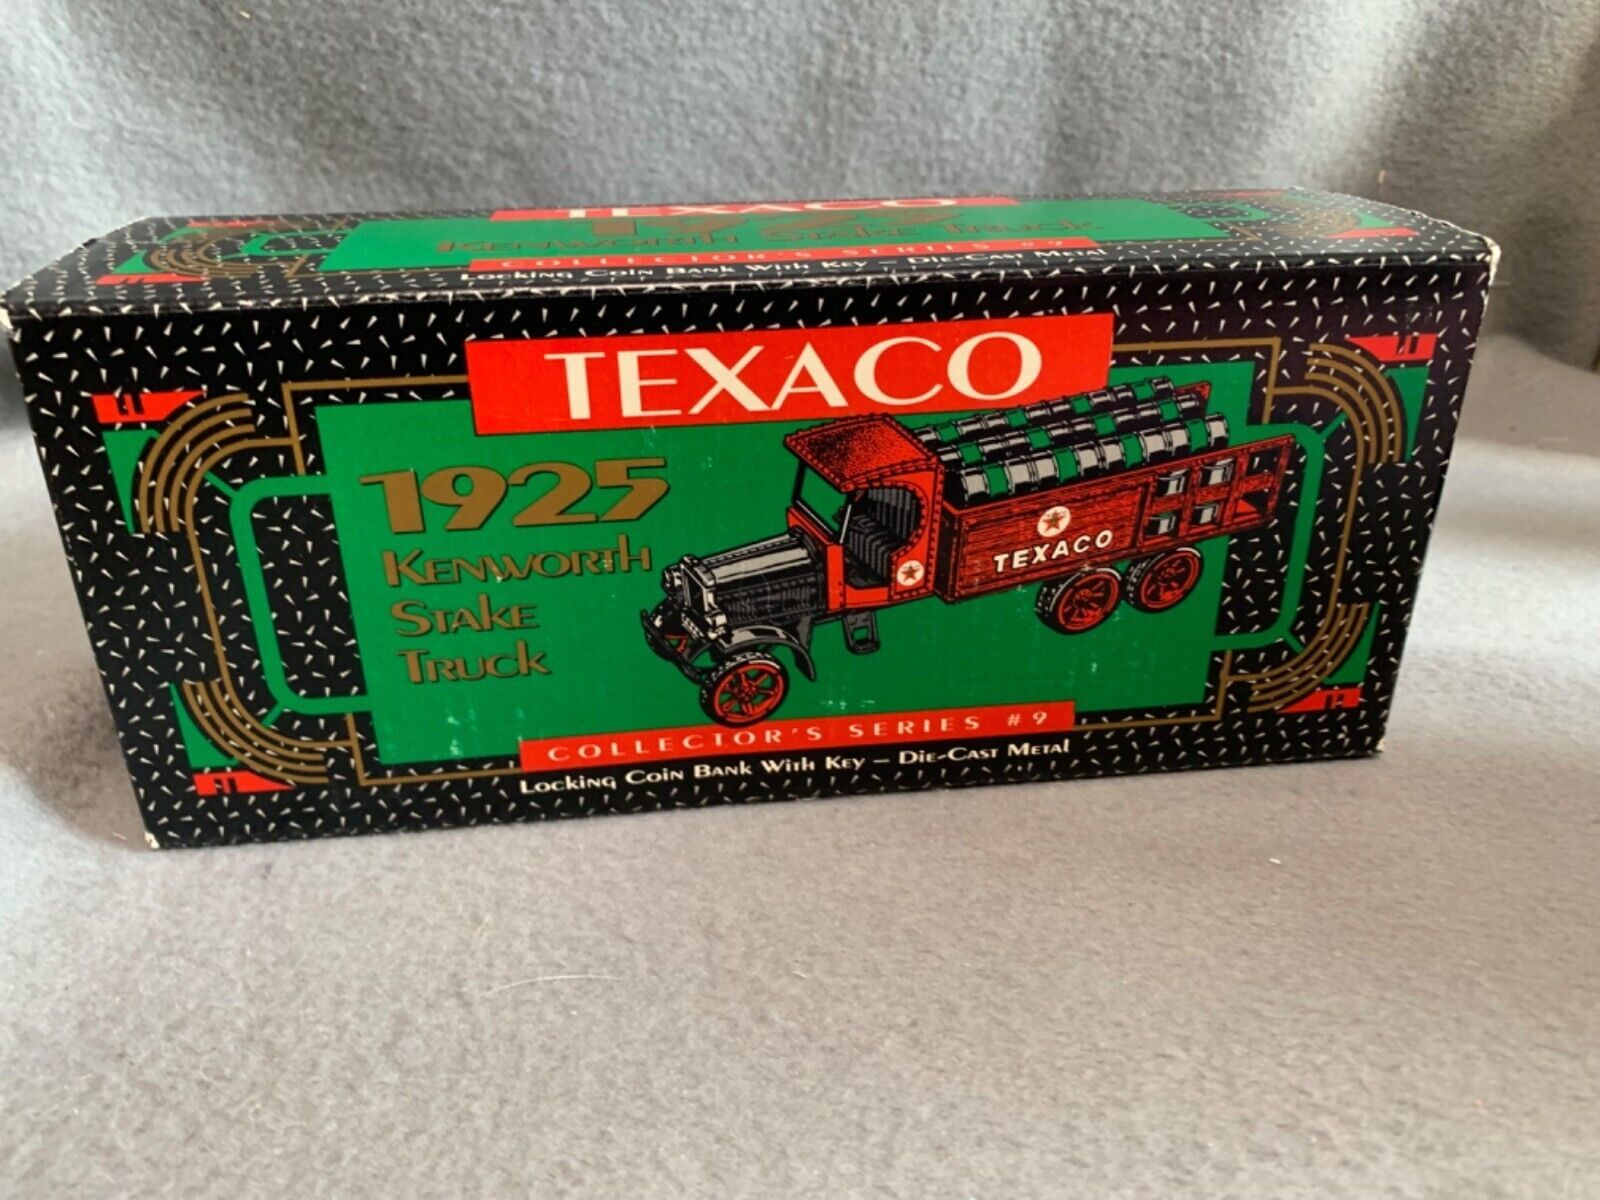 TEXACO
1925
KENWORTH STAKE TRUCK
COLLECTOR'S SERIES #9
LOCKING COIN BANK WITH KEY – DIE-CAST METAL
TEXACO
1925
KENWORTH
STAKE
TRUCK
TEXACO
COLLECTOR'S SERIES #9
LOCKING COIN BANK WITH KEY – DIE-CAST METAL